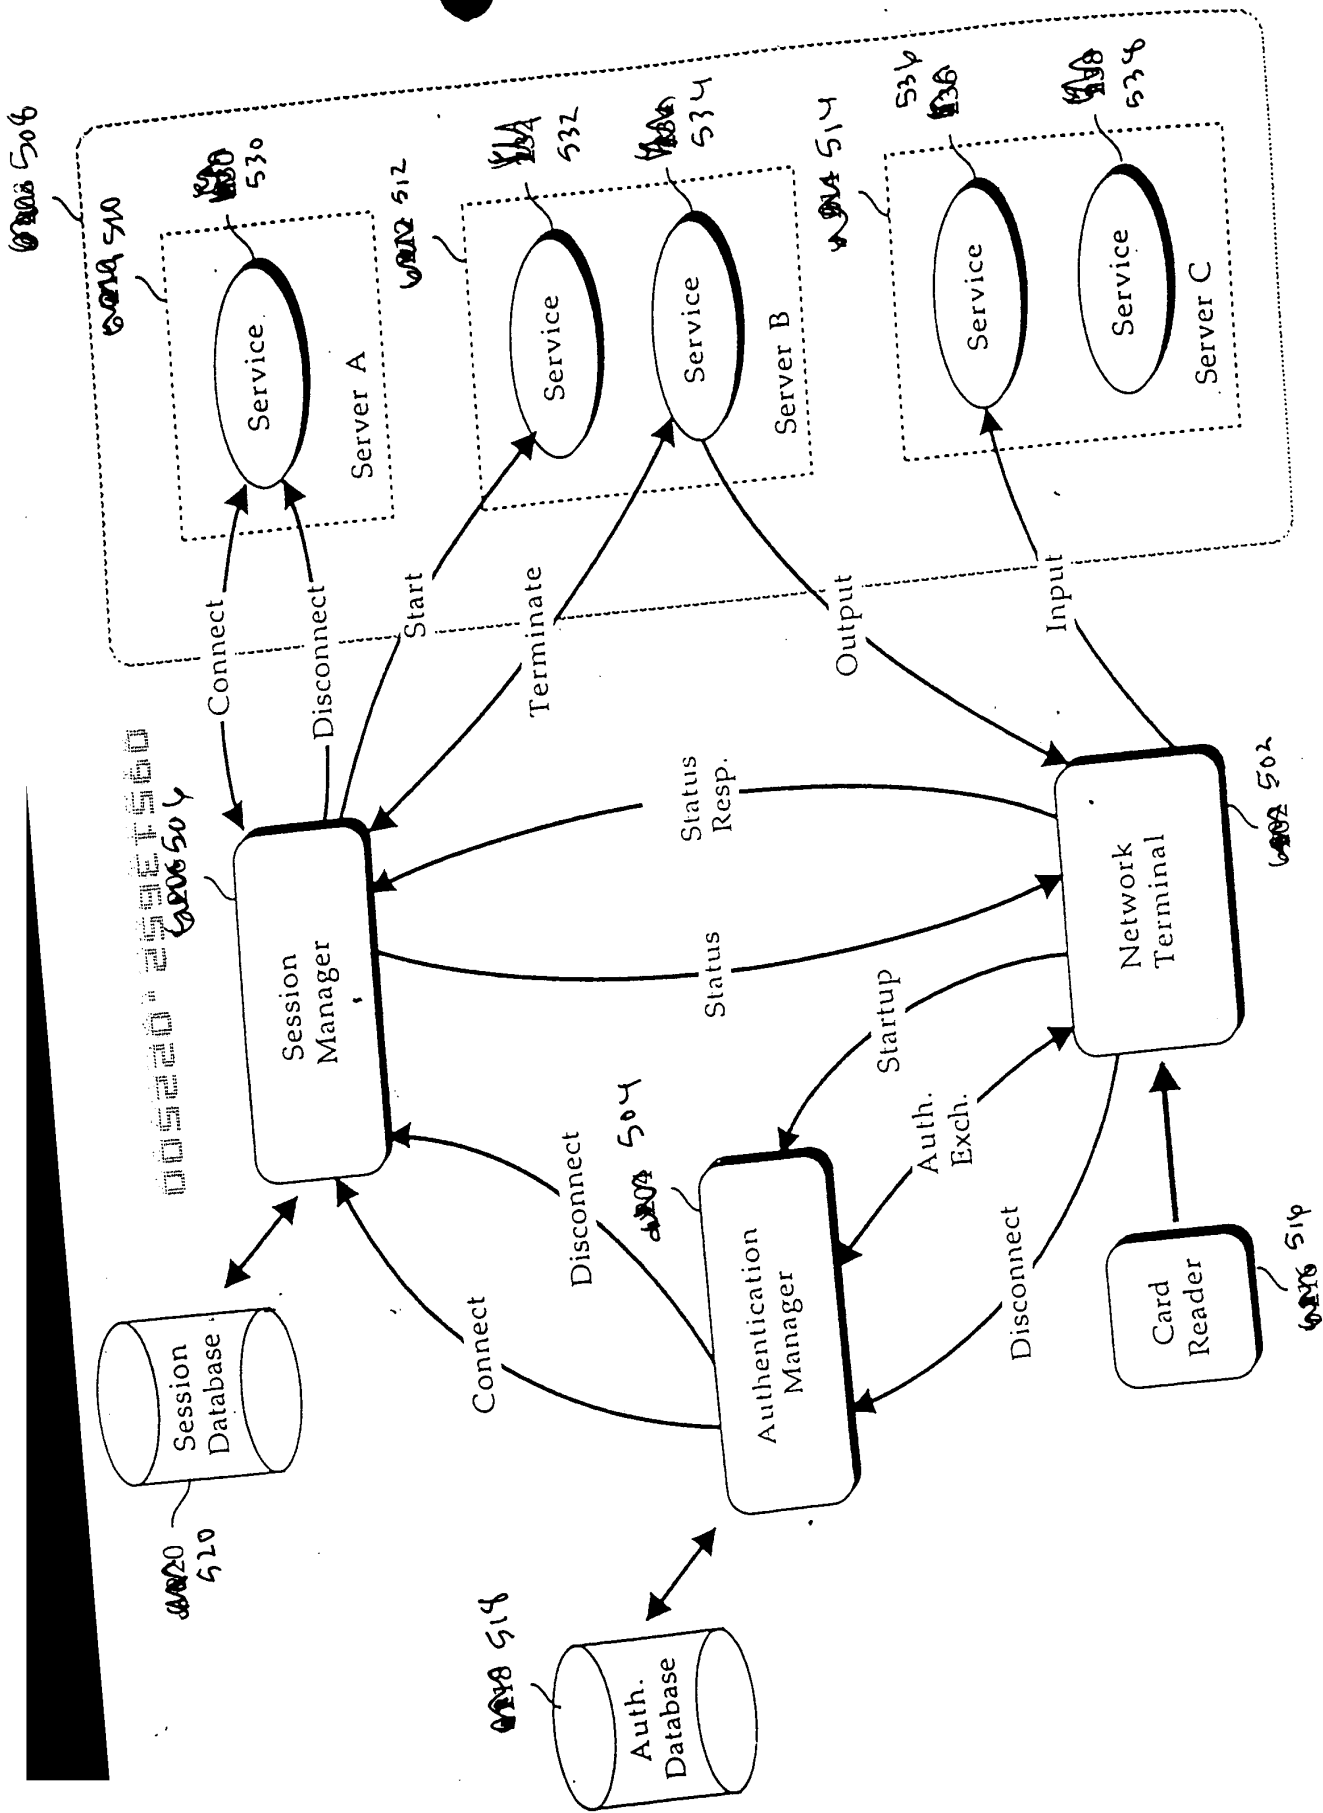 508
510
530
Service
Server A
512
532
Service
534
Service
Server B
514
536
Service
538
Service
Server C
Connect
Disconnect
Start
Terminate
Output
Input
09513652.022500
Session
Manager
Status
Resp.
Status
Network
Terminal
502
Startup
Auth.
Exch.
Disconnect
Connect
Disconnect
504
Authentication
Manager
Card
Reader
516
Session
Database
520
Auth.
Database
518